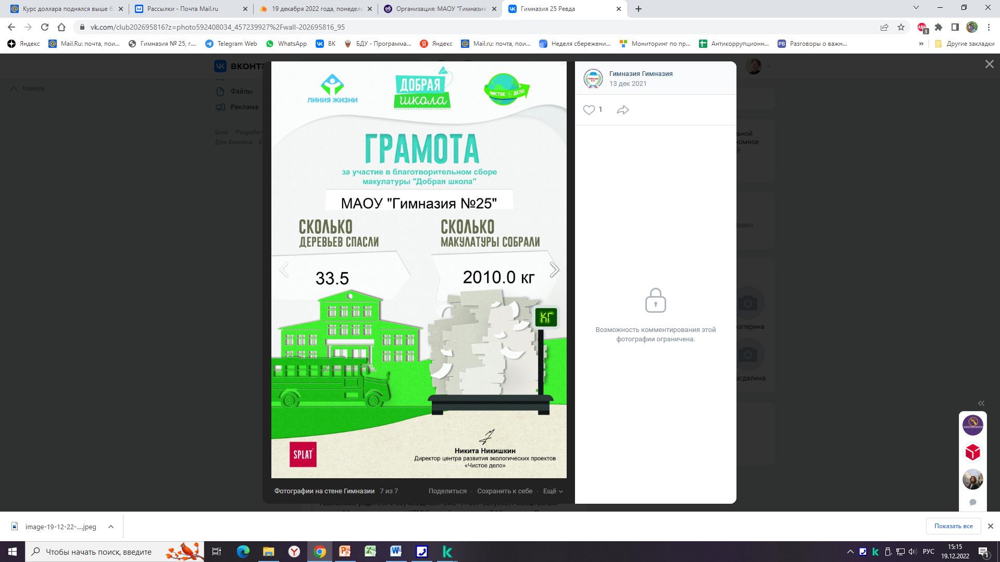 Курс доллара поднялся выше 6
Рассылки - Почта Mail.ru
19 декабря 2022 года, понедель
Организация: МАОУ "Гимназия
Гимназия 25 Ревда
vk.com/club202695816?z=photo592408034_457239927%2Fwall-202695816_95
ABP
3
Яндекс
Mail.Ru: почта, пои...
Гимназия № 25, г....
Telegram Web
WhatsApp
ВК
БДУ - Программа...
Яндекс
Mail.ru: почта, пои...
Неделя сбережени...
Мониторинг по пр...
Антикоррупционн...
РВ
Разговоры о важн...
»
Другие закладки
Наверх
ВКОНТА
Файлы
Реклама
Блог Разработ
Для бизнеса
ЛИНИЯ ЖИЗНИ
ДОБРАЯ
школа
ЧИСТОЕ ДЕЛО
ГРАМОТА
за участие в благотворительном сборе
макулатуры "Добрая школа"
МАОУ "Гимназия №25"
СКОЛЬКО
ДЕРЕВЬЕВ СПАСЛИ
33.5
СКОЛЬКО
МАКУЛАТУРЫ СОБРАЛИ
2010.0 кг
КГ
SPLAT
Никита Никишкин
Директор центра развития экологических проектов
«Чистое дело»
Фотографии на стене Гимназии 7 из 7
Поделиться · Сохранить к себе · Ещё
Гимназия Гимназия
13 дек 2021
1
Возможность комментирования этой
фотографии ограничена.
ьной
номное
ё
авел
катерина
агдалина
image-19-12-22-....jpeg
Показать все
Чтобы начать поиск, введите
РУС
15:15
19.12.2022
1